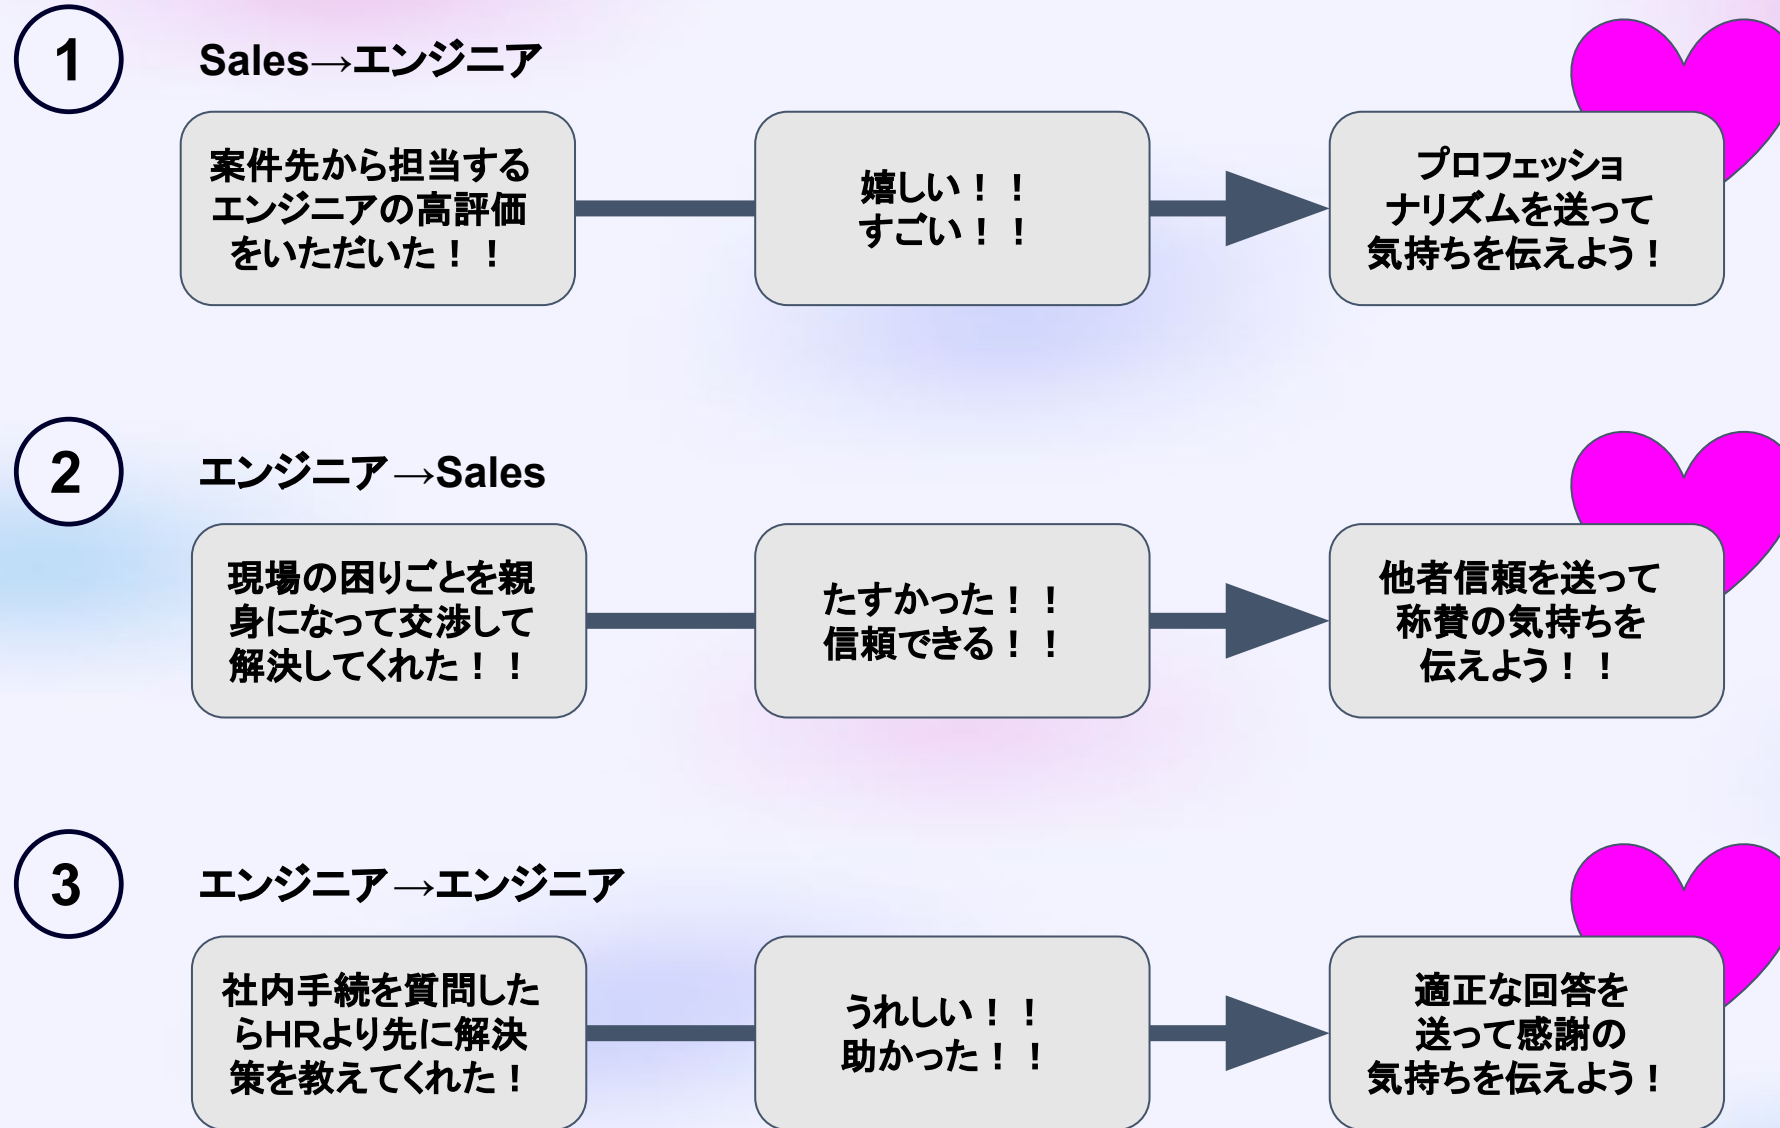 1
Sales→エンジニア
案件先から担当する
エンジニアの高評価
をいただいた！！
嬉しい！！
すごい！！
プロフェッショ
ナリズムを送って
気持ちを伝えよう！
2
エンジニア→Sales
現場の困りごとを親
身になって交渉して
解決してくれた！！
たすかった！！
信頼できる！！
他者信頼を送って
称賛の気持ちを
伝えよう！！
3
エンジニア→エンジニア
社内手続を質問した
らHRより先に解決
策を教えてくれた！
うれしい！！
助かった！！
適正な回答を
送って感謝の
気持ちを伝えよう！